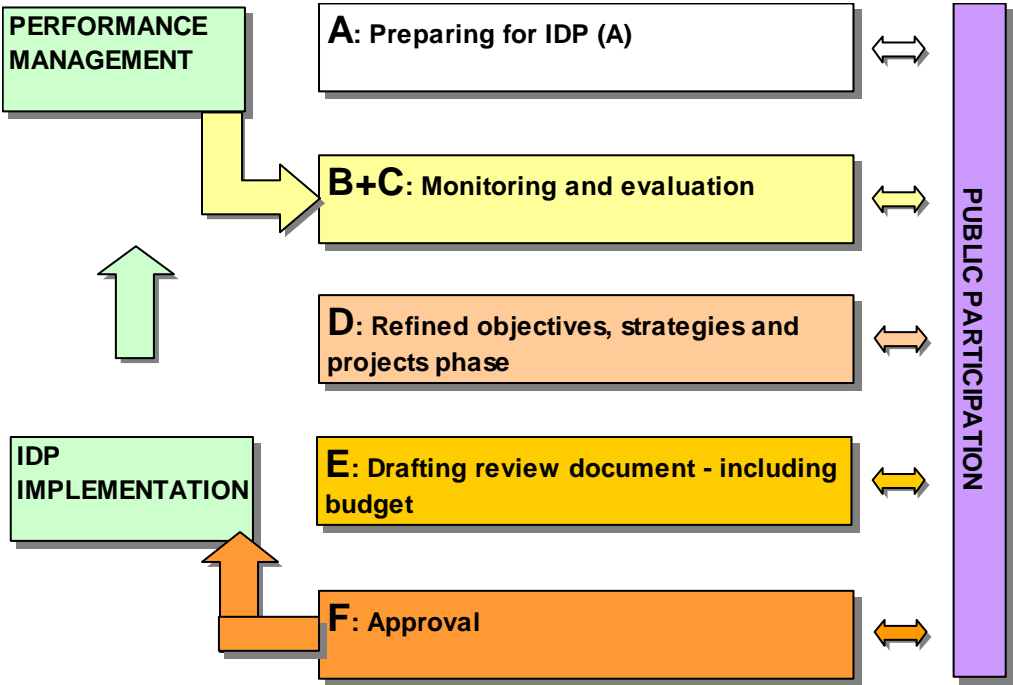 PERFORMANCE
MANAGEMENT
A: Preparing for IDP (A)
B+C: Monitoring and evaluation
D: Refined objectives, strategies and
projects phase
IDP
IMPLEMENTATION
E: Drafting review document - including
budget
F: Approval
PUBLIC PARTICIPATION